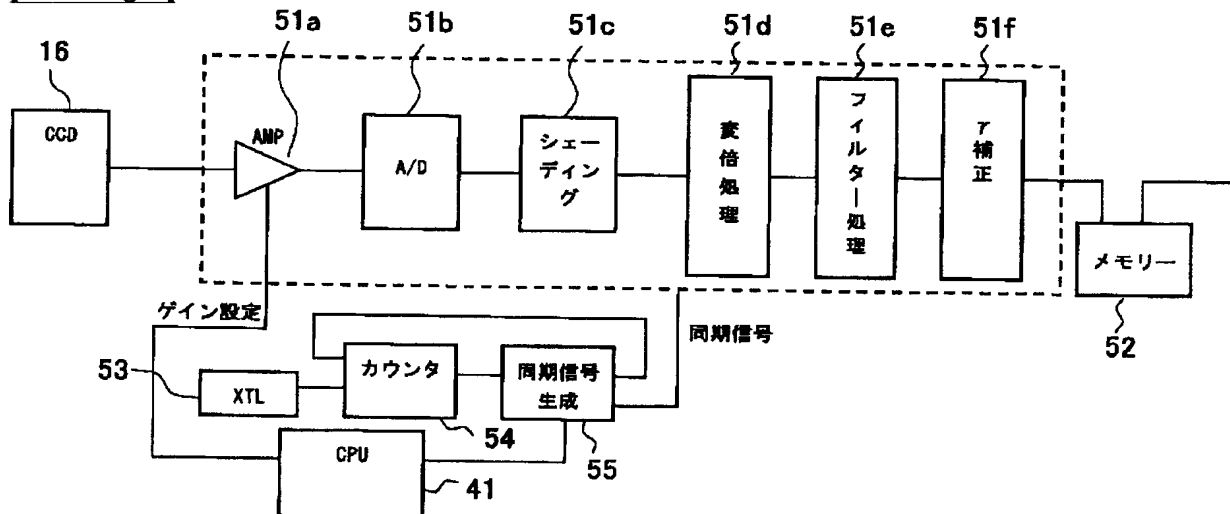 51a
51b
51c
51d
51e
51f
16
CCD
AMP
A/D
シェー
ディン
グ
変倍処理
フィルター処理
γ補正
メモリー
52
ゲイン設定
同期信号
53
XTL
カウンタ
54
同期信号
生成
55
CPU
41